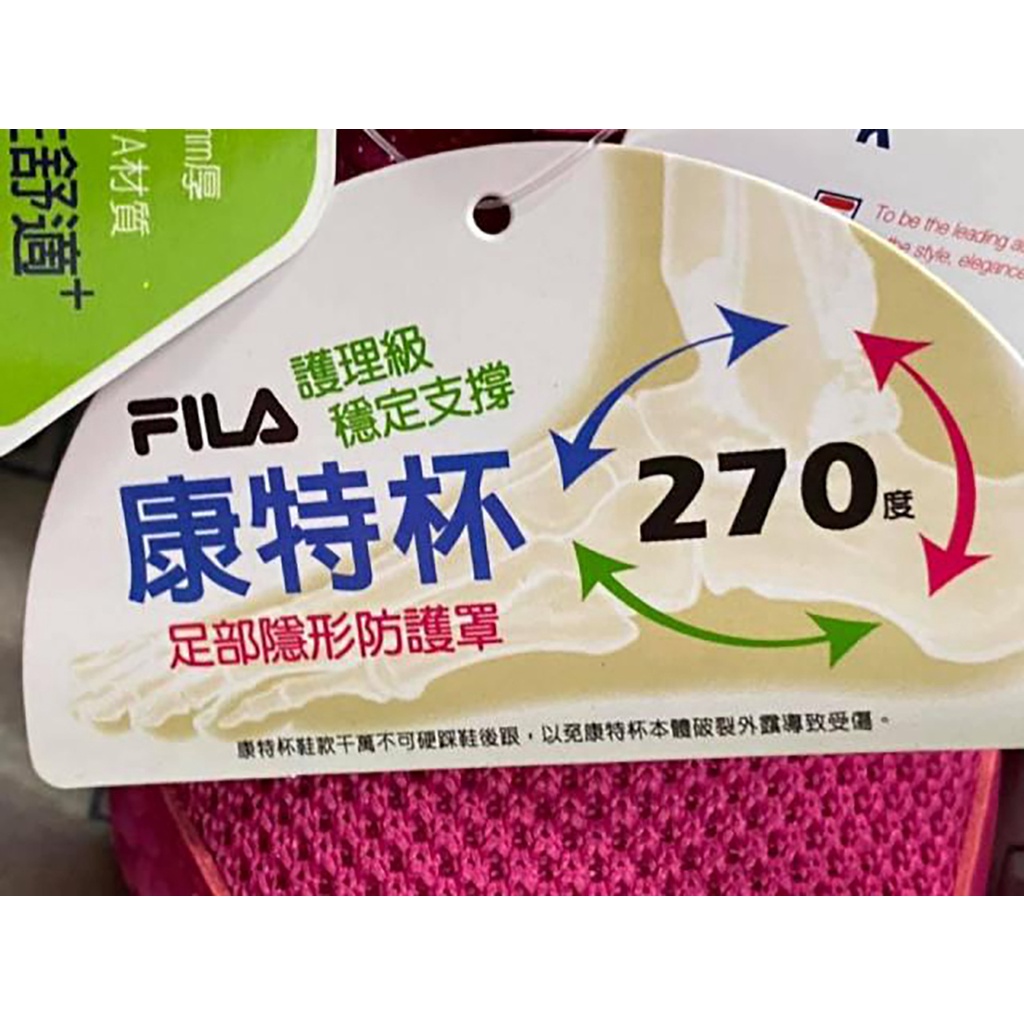 mm厚
材質
舒適+
To be the leading
the style, elegance
FILA
護理級
穩定支撐
康特杯
270度
足部隱形防護罩
康特杯鞋款千萬不可硬踩鞋後跟，以免康特杯本體破裂外露導致受傷。